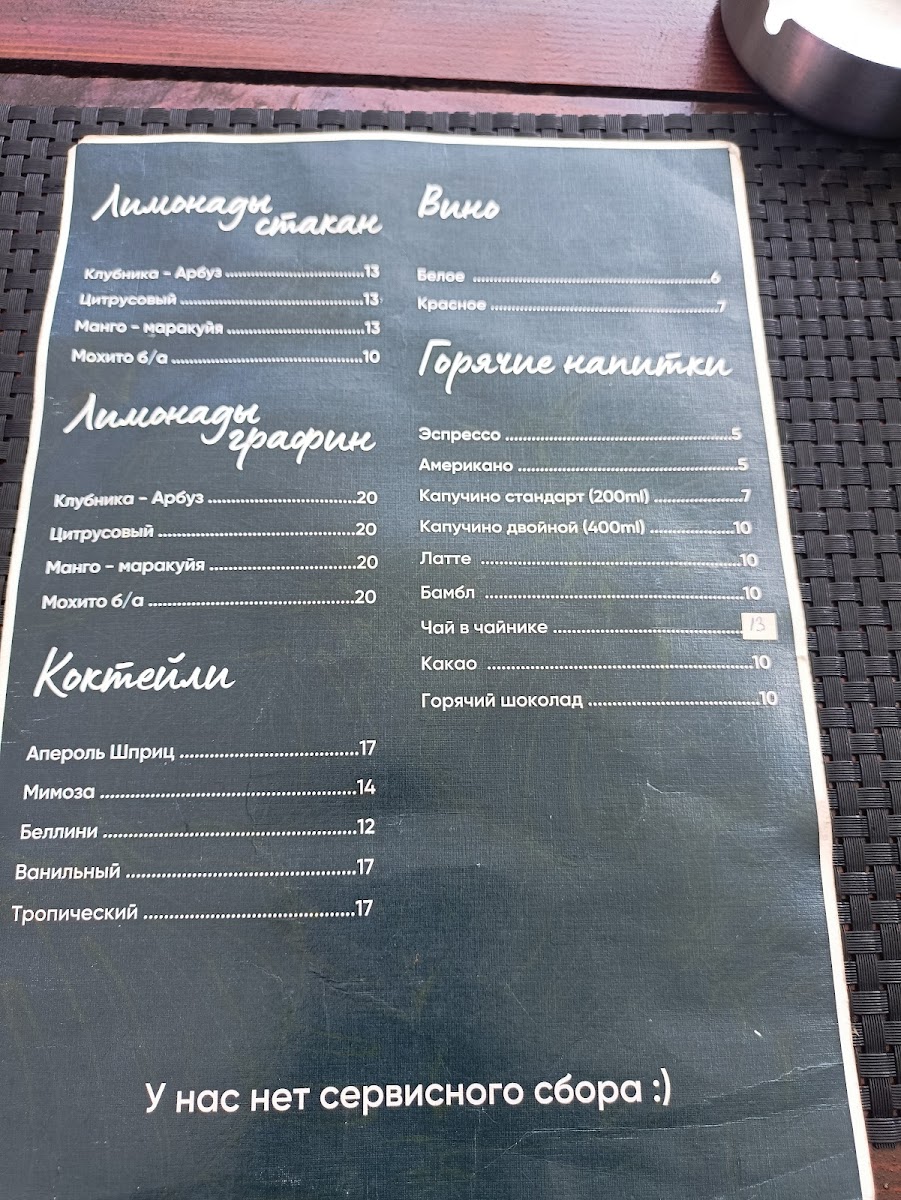 Лимонады
стакан
Клубника - Арбуз ........ 13
Цитрусовый ........ 13
Манго - маракуйя ........ 13
Мохито б/а ........ 10
Лимонады
графин
Клубника - Арбуз ........ 20
Цитрусовый ........ 20
Манго - маракуйя ........ 20
Мохито б/а ........ 20
Коктейли
Апероль Шприц ........ 17
Мимоза ........ 14
Беллини ........ 12
Ванильный ........ 17
Тропический ........ 17
Вино
Белое ........ 6
Красное ........ 7
Горячие напитки
Эспрессо ........ 5
Американо ........ 5
Капучино стандарт (200ml) ........ 7
Капучино двойной (400ml) ........ 10
Латте ........ 10
Бамбл ........ 10
Чай в чайнике ........ 13
Какао ........ 10
Горячий шоколад ........ 10
У нас нет сервисного сбора :)